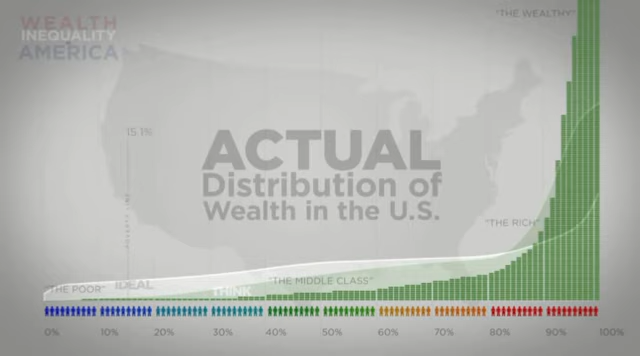 WEALTH
INEQUALITY
AMERICA
"THE WEALTHY"
15.1%
ACTUAL
Distribution of
Wealth in the U.S.
"THE RICH"
"THE POOR"
IDEAL
THINK
"THE MIDDLE CLASS"
0% 10% 20% 30% 40% 50% 60% 70% 80% 90% 100%